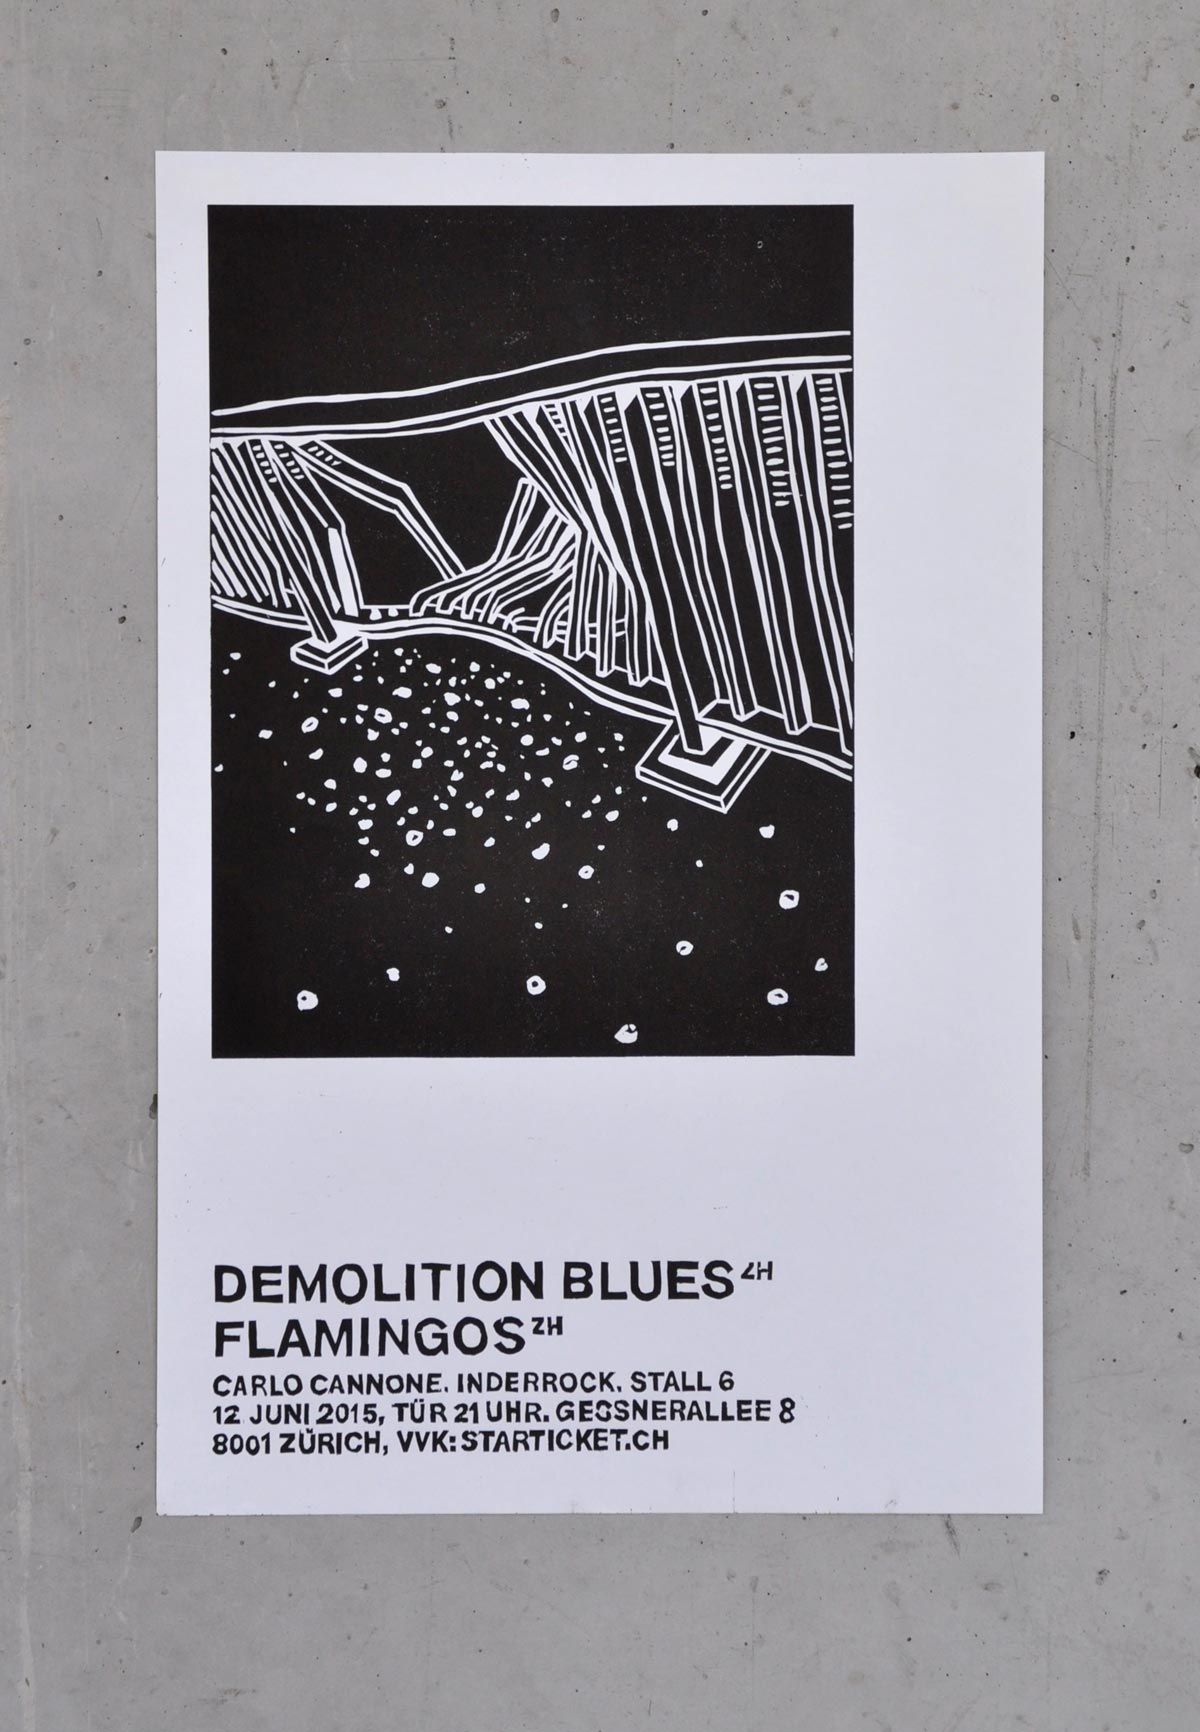 DEMOLITION BLUES ZH
FLAMINGOS ZH
CARLO CANNONE. INDERROCK. STALL 6
12 JUNI 2015, TÜR 21 UHR. GESSNERALLEE 8
8001 ZÜRICH, VVK: STARTICKET.CH